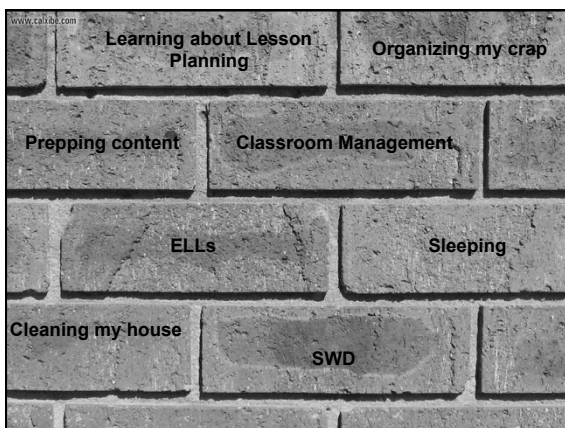 www.calxibe.com
Learning about Lesson
Planning
Organizing my crap
Prepping content
Classroom Management
ELLs
Sleeping
Cleaning my house
SWD